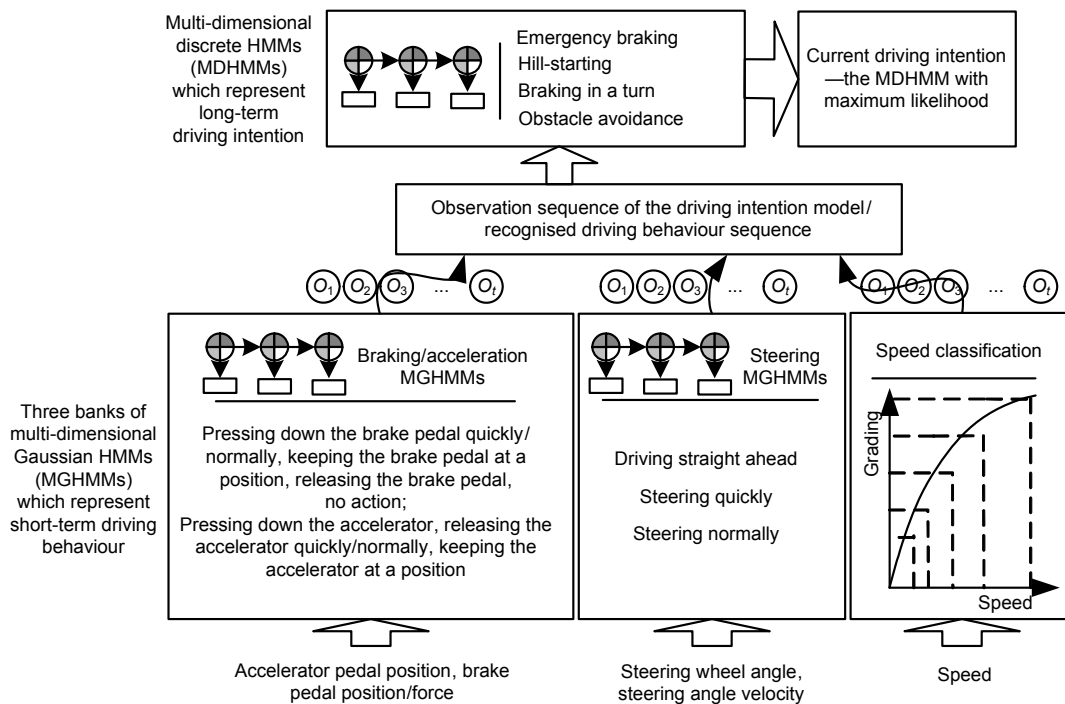 Multi-dimensional
discrete HMMs
(MDHMMs)
which represent
long-term
driving intention
Emergency braking
Hill-starting
Braking in a turn
Obstacle avoidance
Current driving intention
—the MDHMM with
maximum likelihood
Observation sequence of the driving intention model/
recognised driving behaviour sequence
O1 O2 O3 ... Ot
O1 O2 O3 ... Ot
O1 O2 O3 ... Ot
Three banks of
multi-dimensional
Gaussian HMMs
(MGHMMs)
which represent
short-term driving
behaviour
Braking/acceleration
MGHMMs
Pressing down the brake pedal quickly/
normally, keeping the brake pedal at a
position, releasing the brake pedal,
no action;
Pressing down the accelerator, releasing the
accelerator quickly/normally, keeping the
accelerator at a position
Steering
MGHMMs
Driving straight ahead
Steering quickly
Steering normally
Speed classification
Grading
Speed
Accelerator pedal position, brake
pedal position/force
Steering wheel angle,
steering angle velocity
Speed